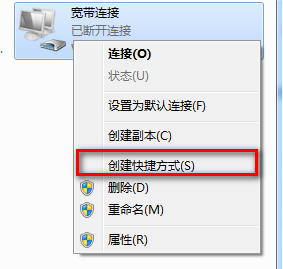 宽带连接
已断开连接
连接(O)
状态(U)
设置为默认连接(F)
创建副本(C)
创建快捷方式(S)
删除(D)
重命名(M)
属性(R)